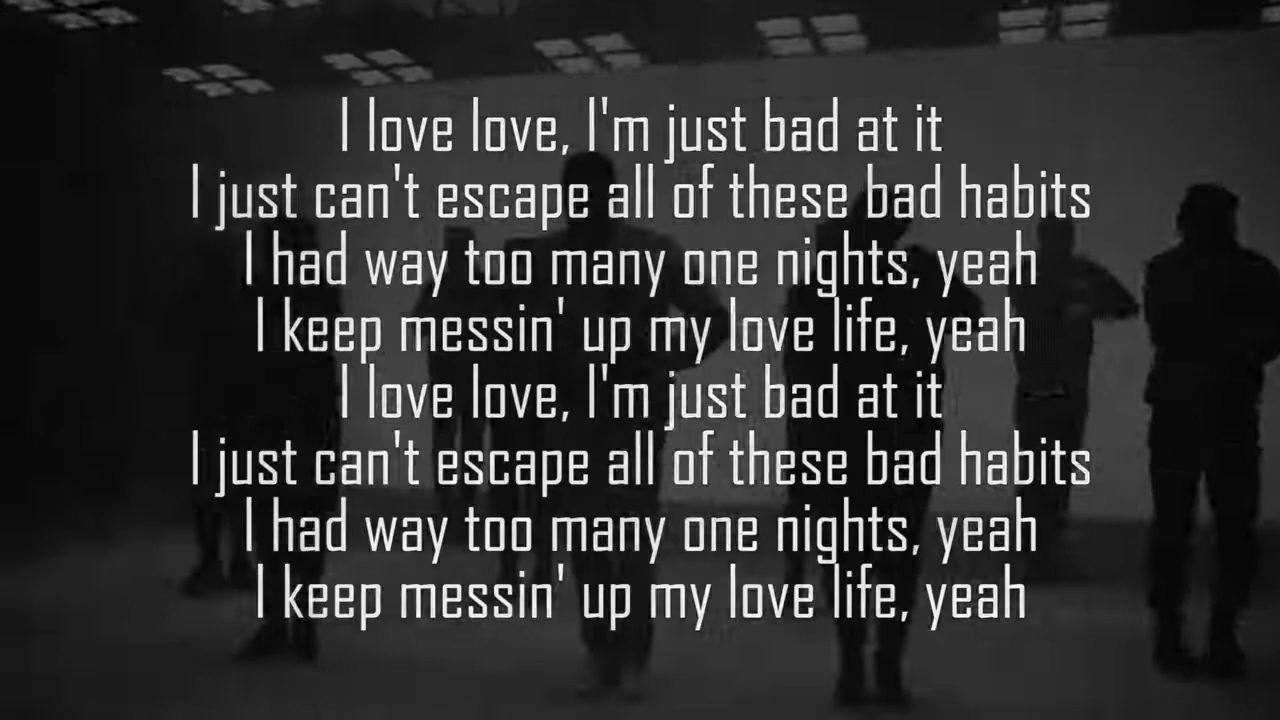 I love love, I'm just bad at it
I just can't escape all of these bad habits
I had way too many one nights, yeah
I keep messin' up my love life, yeah
I love love, I'm just bad at it
I just can't escape all of these bad habits
I had way too many one nights, yeah
I keep messin' up my love life, yeah